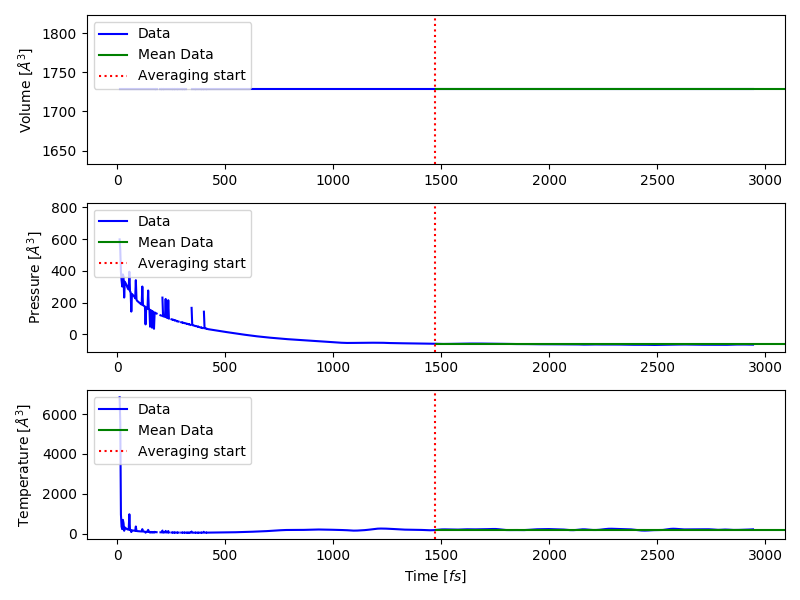 1800
1750
1700
1650
Volume [Å³]
Data
Mean Data
Averaging start
0 500 1000 1500 2000 2500 3000
800
600
400
200
0
Pressure [Å³]
Data
Mean Data
Averaging start
0 500 1000 1500 2000 2500 3000
6000
4000
2000
0
Temperature [Å³]
Data
Mean Data
Averaging start
0 500 1000 1500 2000 2500 3000
Time [fs]